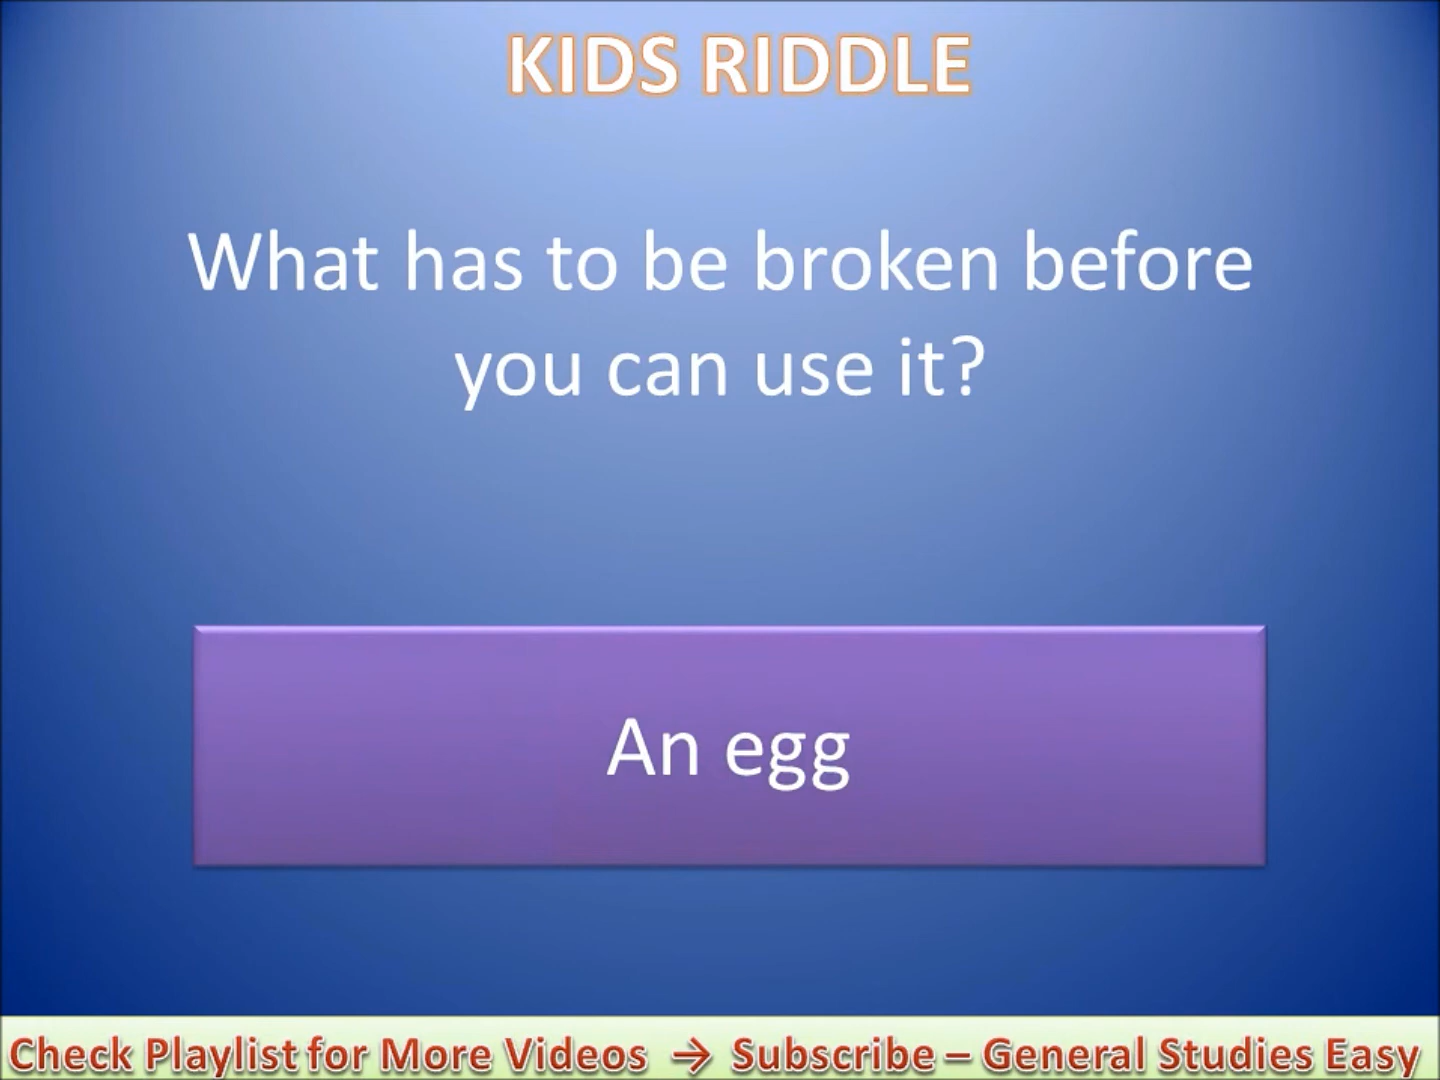 KIDS RIDDLE
What has to be broken before
you can use it?
An egg
Check Playlist for More Videos → Subscribe – General Studies Easy